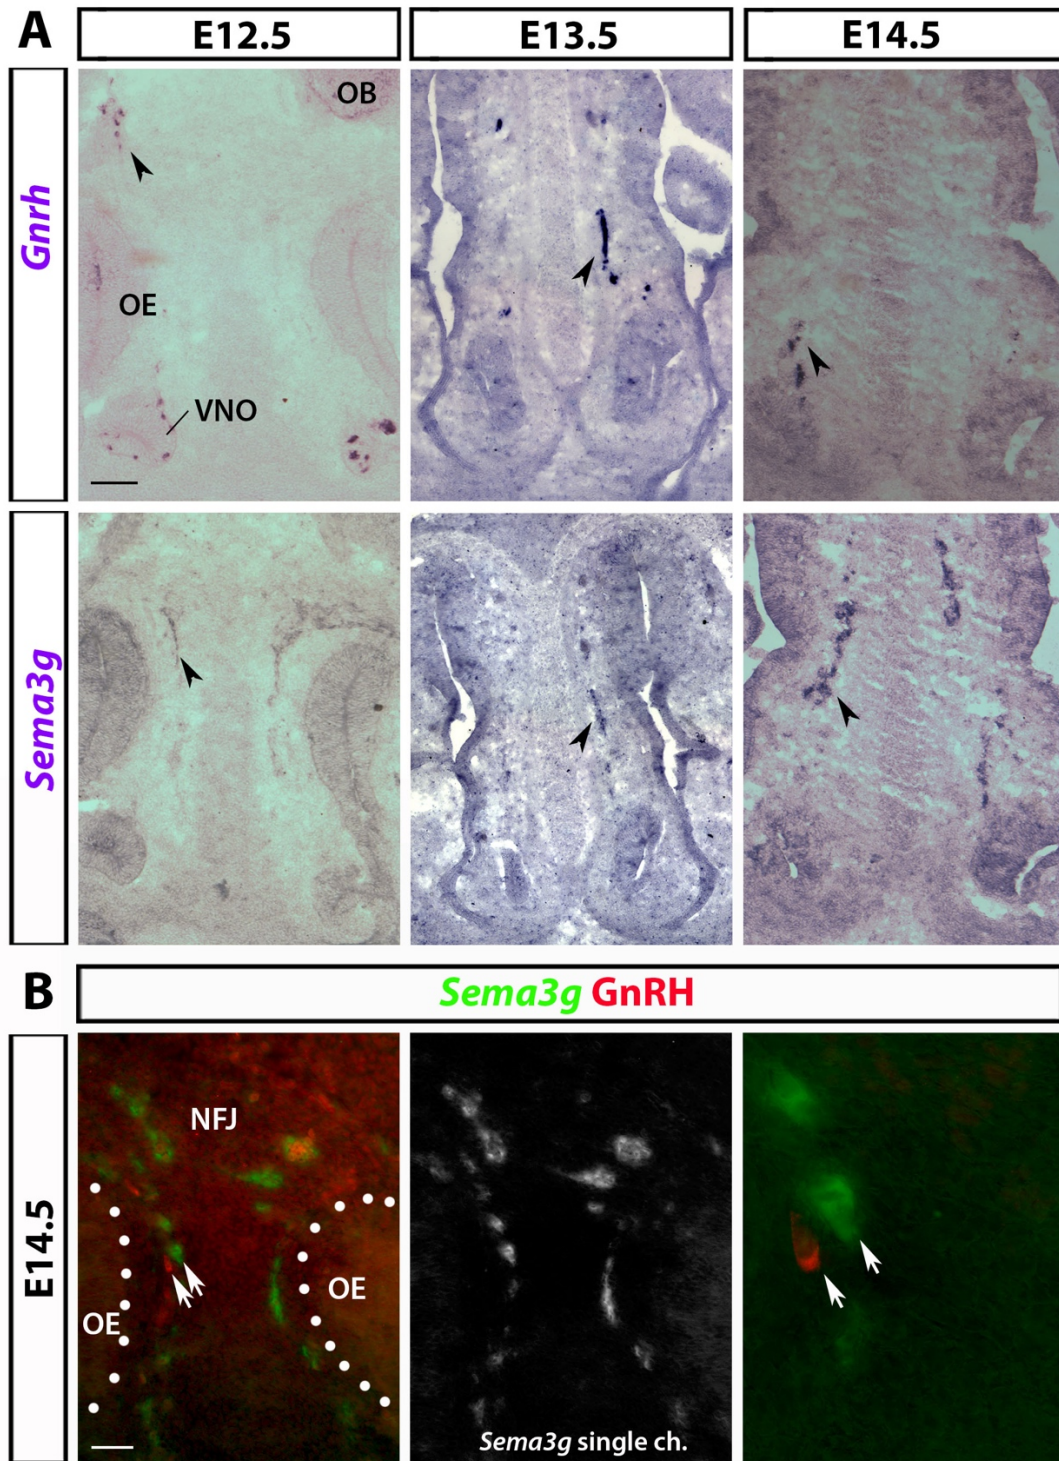 A
E12.5
E13.5
E14.5
Gnrh
OB
OE
VNO
Sema3g
B
Sema3g GnRH
E14.5
NFJ
OE
OE
Sema3g single ch.